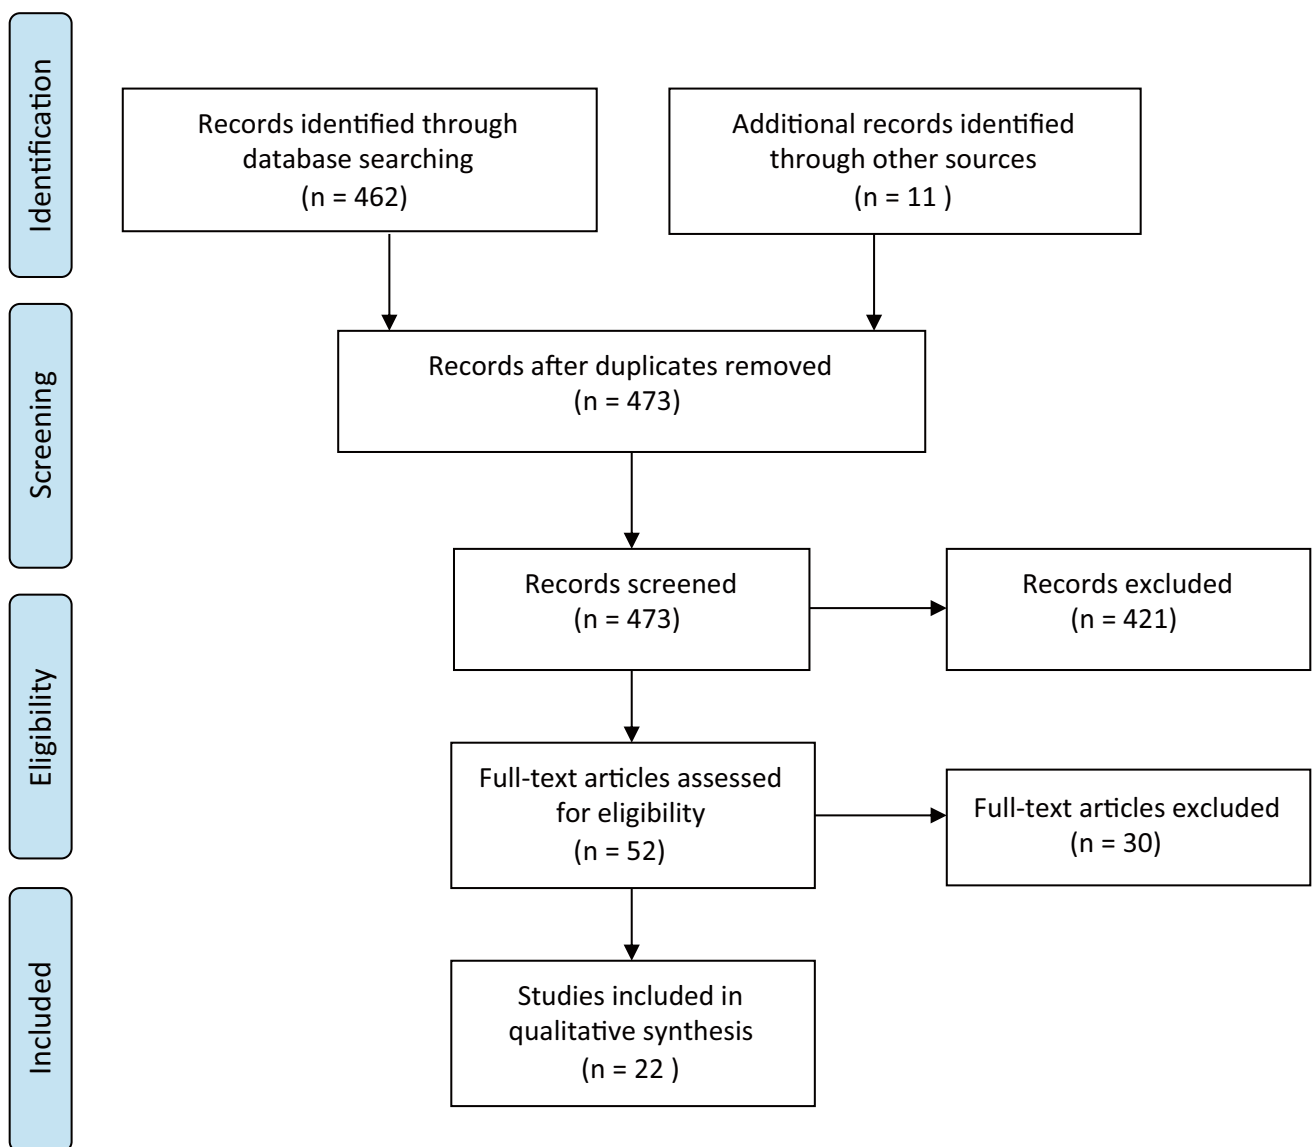 Identification
Records identified through
database searching
(n = 462)
Additional records identified
through other sources
(n = 11 )
Screening
Records after duplicates removed
(n = 473)
Records screened
(n = 473)
Records excluded
(n = 421)
Eligibility
Full-text articles assessed
for eligibility
(n = 52)
Full-text articles excluded
(n = 30)
Included
Studies included in
qualitative synthesis
(n = 22 )